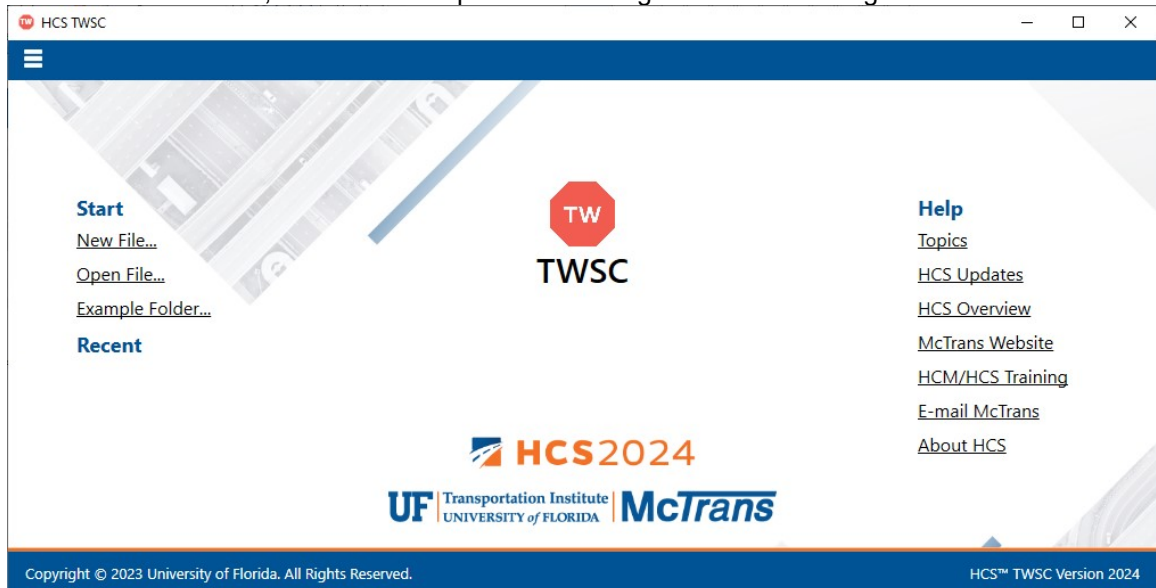 HCS TWSC
Start
New File...
Open File...
Example Folder...
Recent
TW
TWSC
HCS2024
UF Transportation Institute McTrans
UNIVERSITY of FLORIDA
Help
Topics
HCS Updates
HCS Overview
McTrans Website
HCM/HCS Training
E-mail McTrans
About HCS
Copyright © 2023 University of Florida. All Rights Reserved.
HCS™ TWSC Version 2024